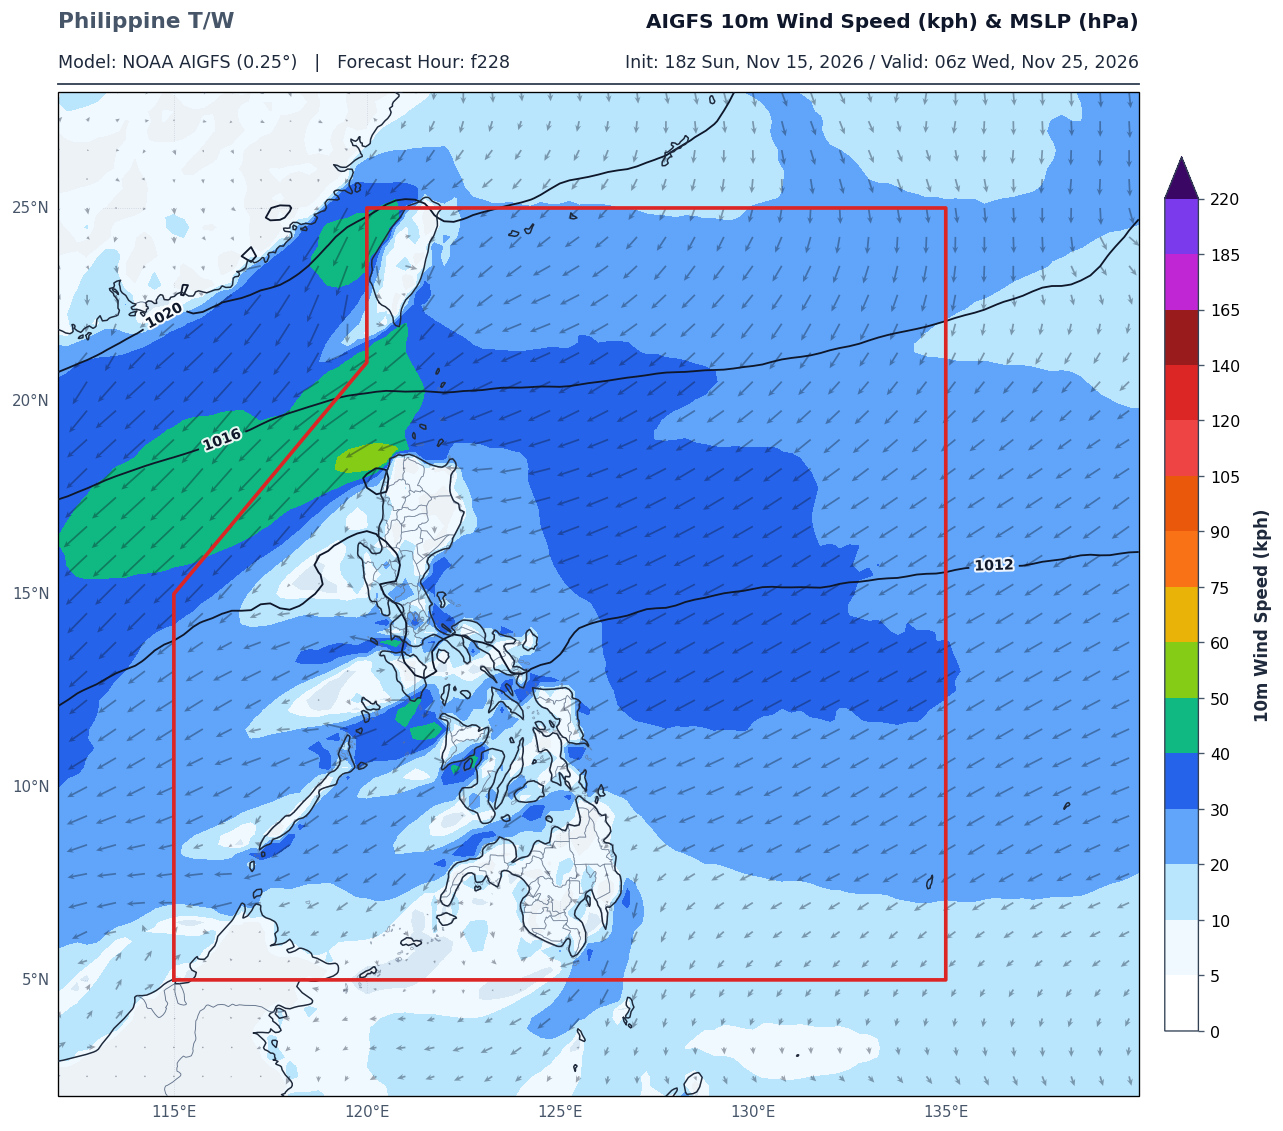 Philippine T/W
AIGFS 10m Wind Speed (kph) & MSLP (hPa)
Model: NOAA AIGFS (0.25°) | Forecast Hour: f228
Init: 18z Sun, Nov 15, 2026 / Valid: 06z Wed, Nov 25, 2026
25°N
20°N
15°N
10°N
5°N
115°E
120°E
125°E
130°E
135°E
1020
1016
1012
220
185
165
140
120
105
90
75
60
50
40
30
20
10
5
0
10m Wind Speed (kph)